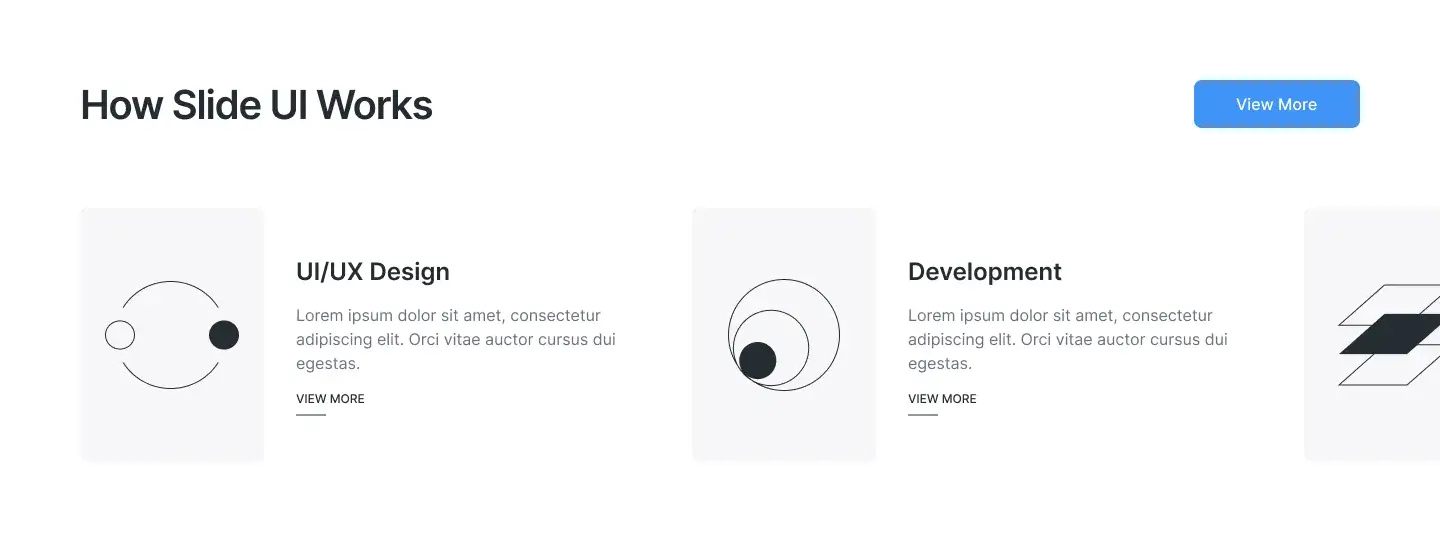 How Slide UI Works
View More
UI/UX Design
Lorem ipsum dolor sit amet, consectetur
adipiscing elit. Orci vitae auctor cursus dui
egestas.
VIEW MORE
Development
Lorem ipsum dolor sit amet, consectetur
adipiscing elit. Orci vitae auctor cursus dui
egestas.
VIEW MORE